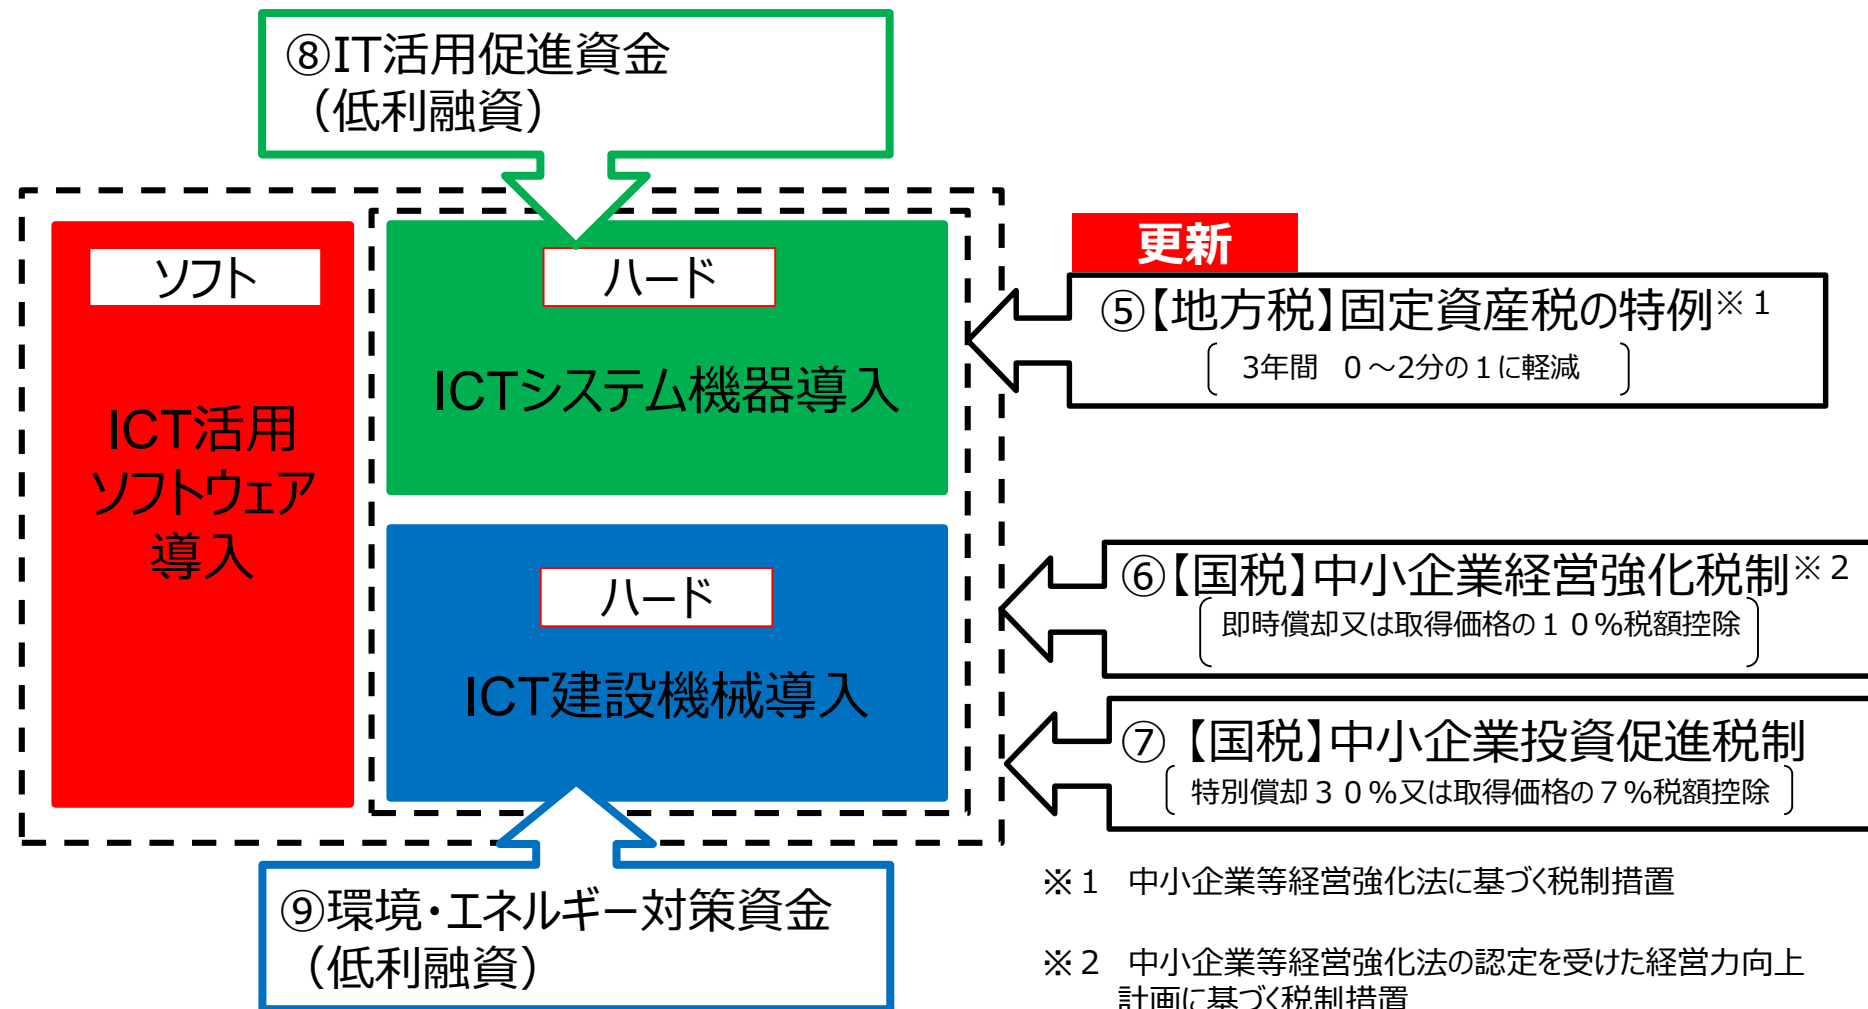 ⑧IT活用促進資金
（低利融資）
ソフト
ICT活用
ソフトウェア
導入
ハード
ICTシステム機器導入
ハード
ICT建設機械導入
更新
⑤【地方税】固定資産税の特例※１
3年間　０～2分の１に軽減
⑥【国税】中小企業経営強化税制※２
即時償却又は取得価格の１０％税額控除
⑦【国税】中小企業投資促進税制
特別償却３０％又は取得価格の７％税額控除
⑨環境・エネルギー対策資金
（低利融資）
※１　中小企業等経営強化法に基づく税制措置
※２　中小企業等経営強化法の認定を受けた経営力向上
計画に基づく税制措置